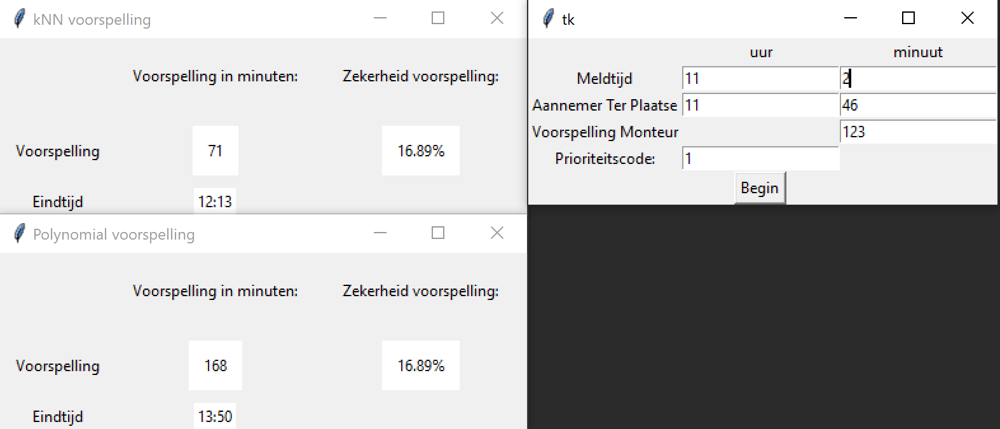 kNN voorspelling
Voorspelling in minuten: Zekerheid voorspelling:
Voorspelling 71 16.89%
Eindtijd 12:13
Polynomial voorspelling
Voorspelling in minuten: Zekerheid voorspelling:
Voorspelling 168 16.89%
Eindtijd 13:50
tk
uur minuut
Meldtijd 11 2
Aannemer Ter Plaatse 11 46
Voorspelling Monteur 123
Prioriteitscode: 1
Begin